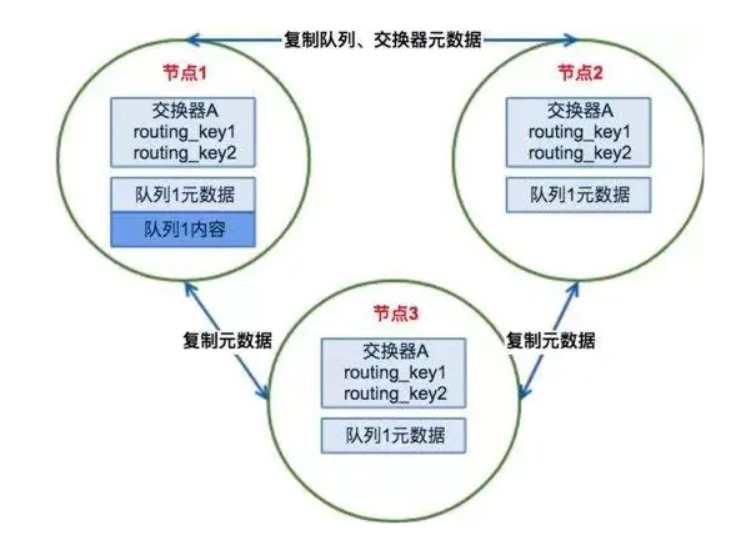 复制队列、交换器元数据
节点1
交换器A
routing_key1
routing_key2
队列1元数据
队列1内容
节点2
交换器A
routing_key1
routing_key2
队列1元数据
复制元数据
复制元数据
节点3
交换器A
routing_key1
routing_key2
队列1元数据